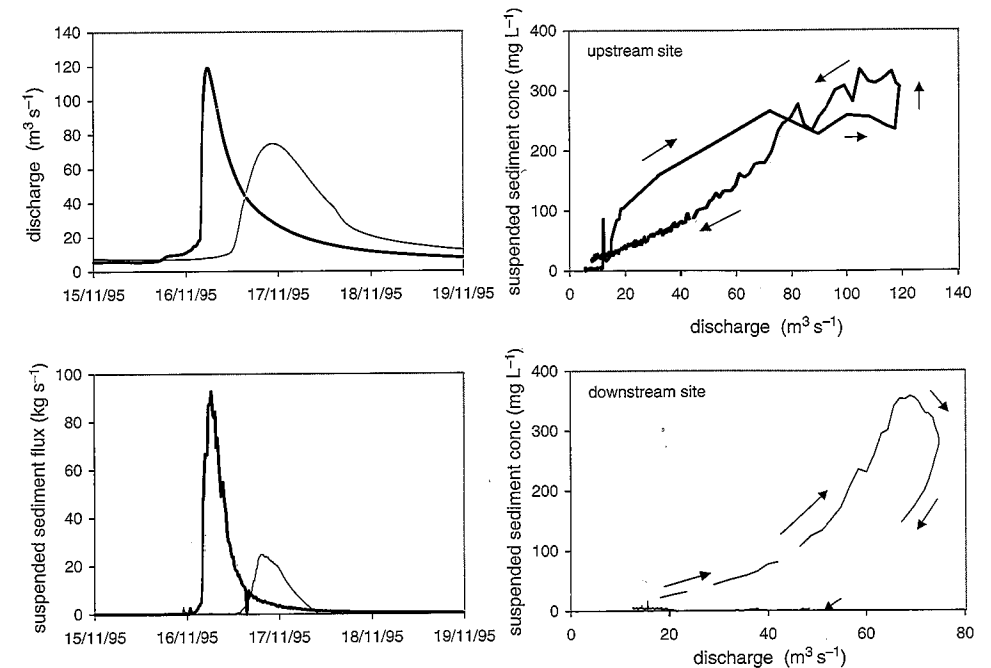 140
120
100
80
60
40
20
0
discharge (m³ s⁻¹)
15/11/95 16/11/95 17/11/95 18/11/95 19/11/95
400
300
200
100
0
suspended sediment conc (mg L⁻¹)
upstream site
0 20 40 60 80 100 120 140
discharge (m³ s⁻¹)
100
80
60
40
20
0
suspended sediment flux (kg s⁻¹)
15/11/95 16/11/95 17/11/95 18/11/95 19/11/95
400
300
200
100
0
suspended sediment conc (mg L⁻¹)
downstream site
0 20 40 60 80
discharge (m³ s⁻¹)